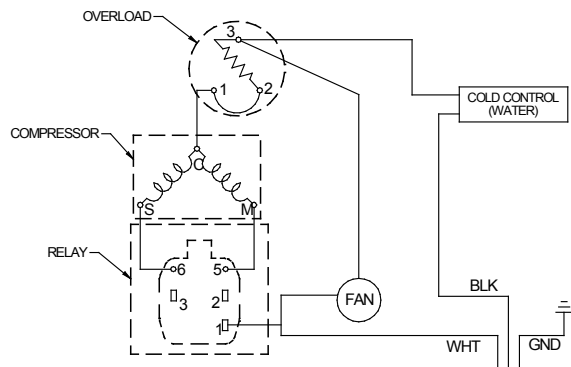 OVERLOAD
3
1
2
COLD CONTROL
(WATER)
COMPRESSOR
C
S
M
RELAY
6
5
3
2
1
FAN
BLK
WHT
GND